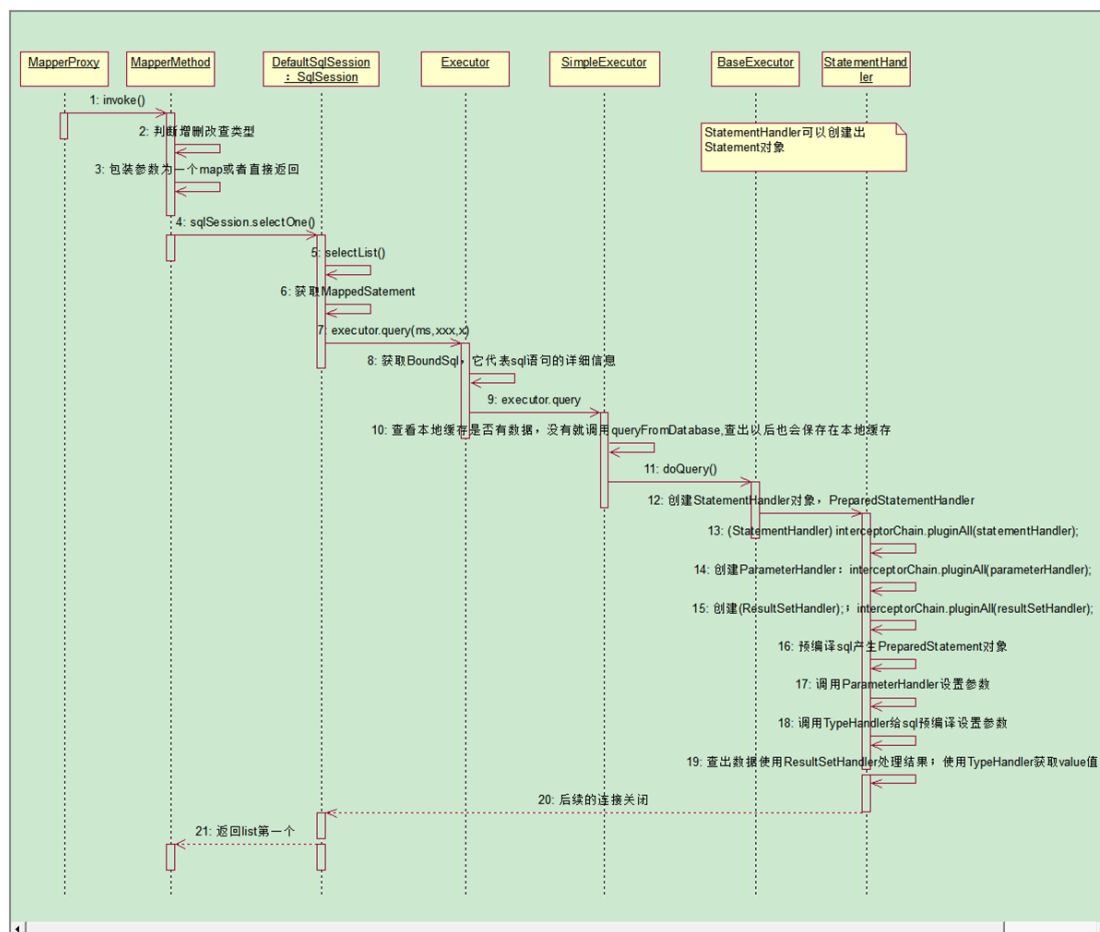 MapperProxy
MapperMethod
DefaultSqlSession
：SqlSession
Executor
SimpleExecutor
BaseExecutor
StatementHand
ler
1: invoke()
StatementHandler可以创建出
Statement对象
2: 判断增删改查类型
3: 包装参数为一个map或者直接返回
4: sqlSession.selectOne()
5: selectList()
6: 获取MappedSatement
7: executor.query(ms,xxx,x)
8: 获取BoundSql，它代表sql语句的详细信息
9: executor.query
10: 查看本地缓存是否有数据，没有就调用queryFromDatabase,查出以后也会保存在本地缓存
11: doQuery()
12: 创建StatementHandler对象，PreparedStatementHandler
13: (StatementHandler) interceptorChain.pluginAll(statementHandler);
14: 创建ParameterHandler：interceptorChain.pluginAll(parameterHandler);
15: 创建(ResultSetHandler);：interceptorChain.pluginAll(resultSetHandler);
16: 预编译sql产生PreparedStatement对象
17: 调用ParameterHandler设置参数
18: 调用TypeHandler给sql预编译设置参数
19: 查出数据使用ResultSetHandler处理结果；使用TypeHandler获取value值
20: 后续的连接关闭
21: 返回list第一个